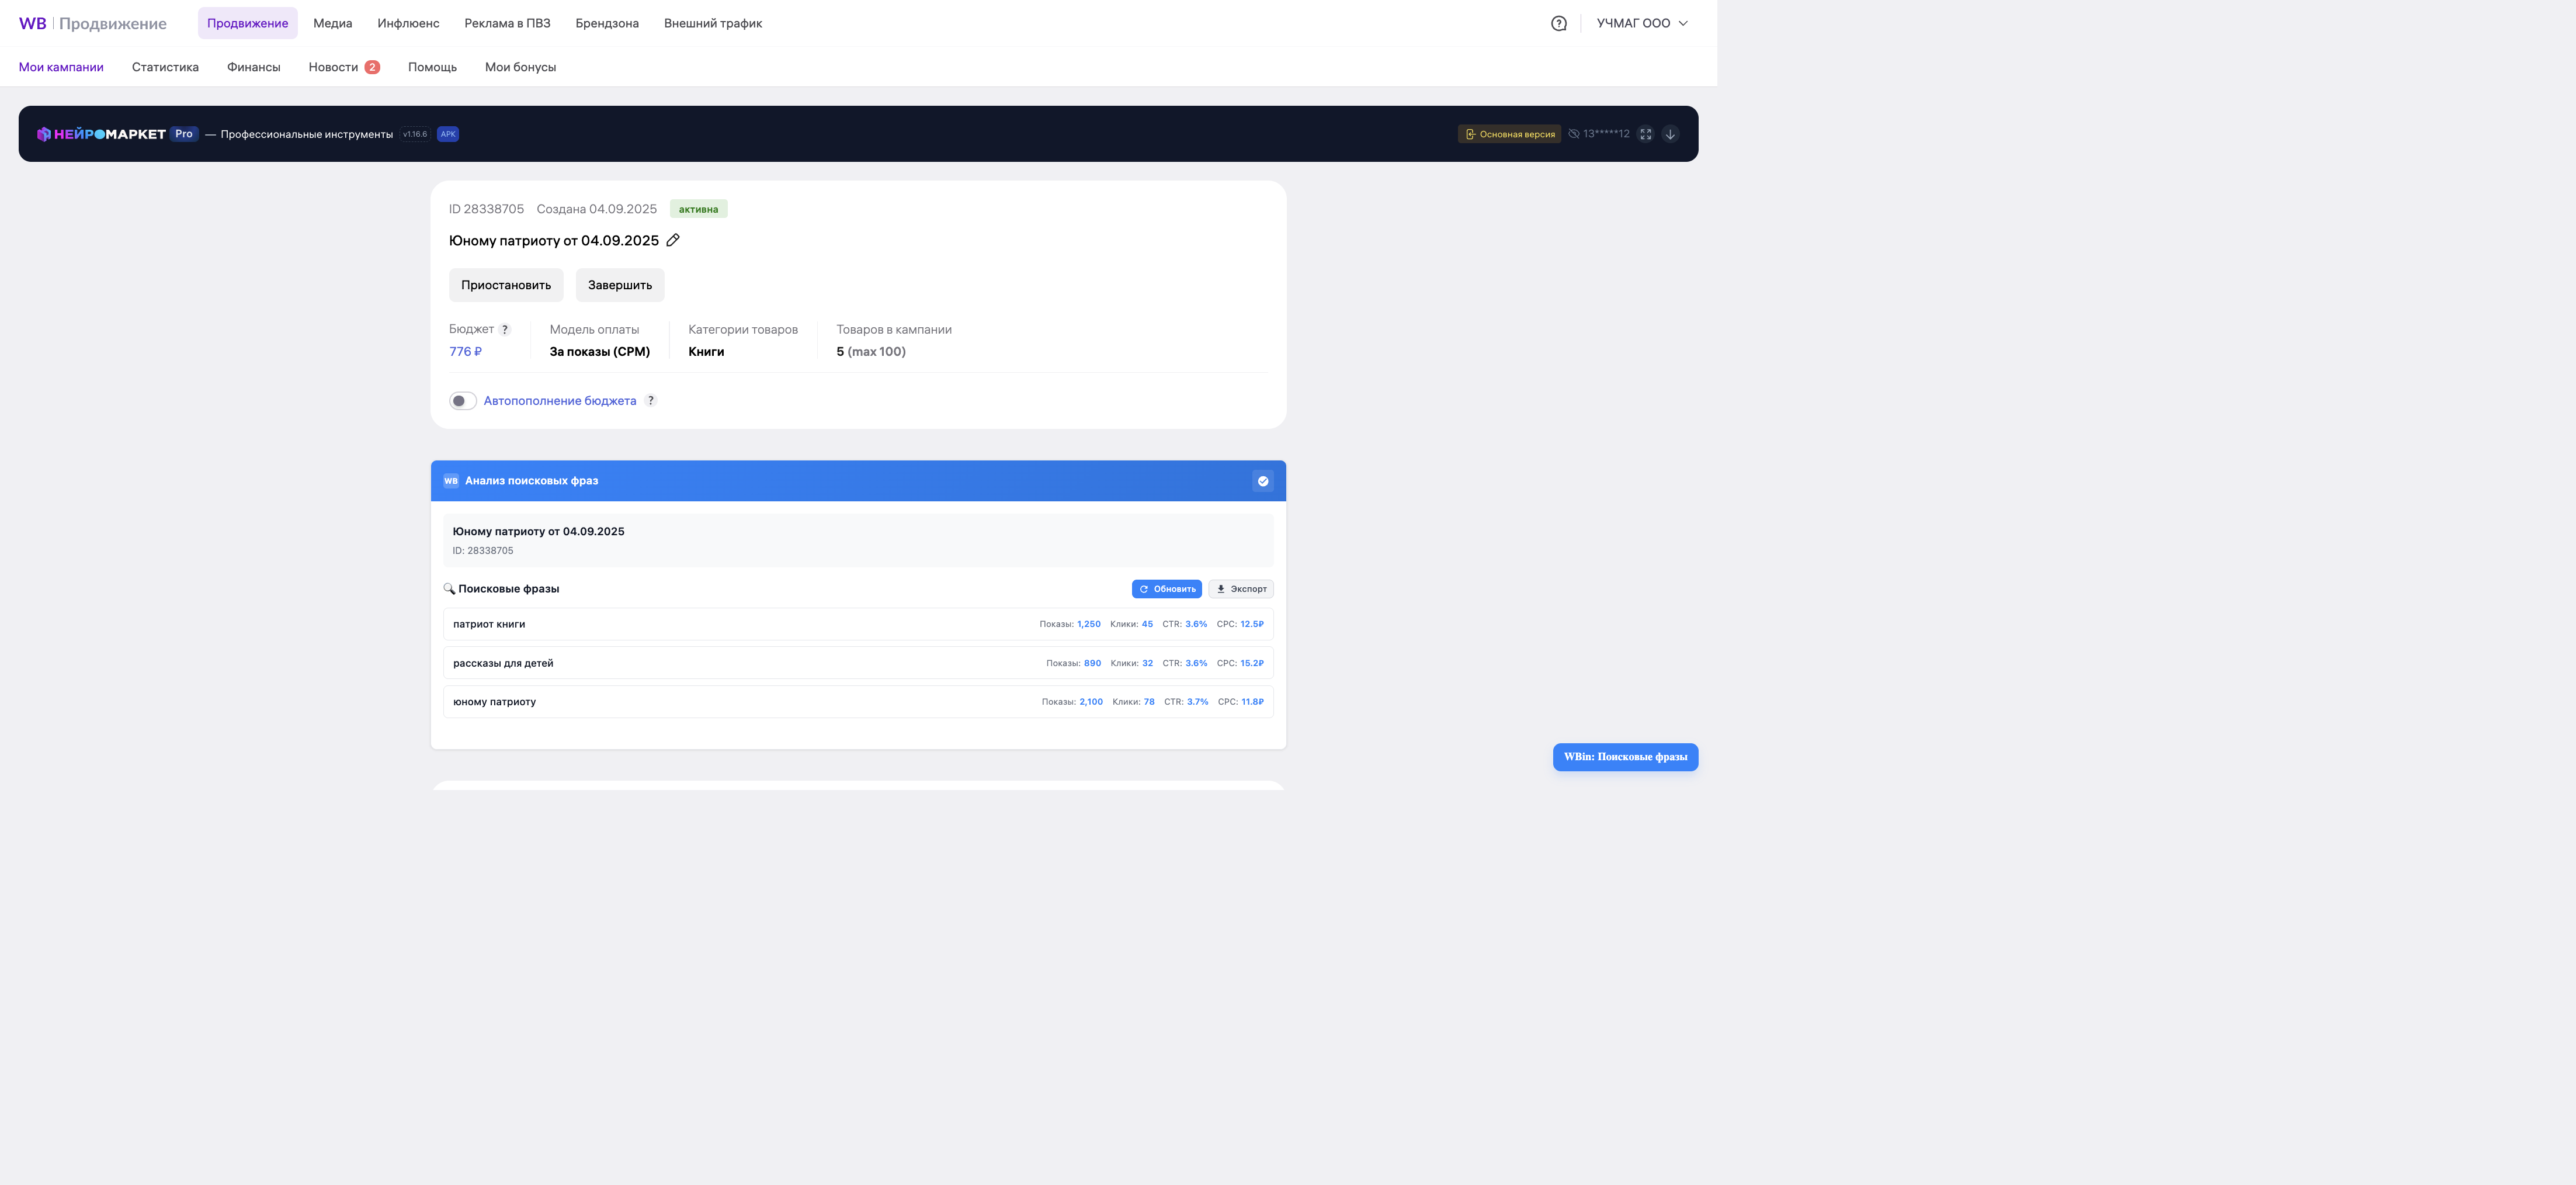 WB | Продвижение Продвижение Медиа Инфлюенс Реклама в ПВЗ Брендзона Внешний трафик УЧМАГ ООО
Мои кампании Статистика Финансы Новости 2 Помощь Мои бонусы
НЕЙРОМАРКЕТ Pro — Профессиональные инструменты v1.16.6 APK Основная версия 13*****12
ID 28338705 Создана 04.09.2025 активна
Юному патриоту от 04.09.2025
Приостановить Завершить
Бюджет ? Модель оплаты Категории товаров Товаров в кампании
776 ₽ За показы (CPM) Книги 5 (max 100)
Автопополнение бюджета ?
WB Анализ поисковых фраз
Юному патриоту от 04.09.2025
ID: 28338705
Поисковые фразы Обновить Экспорт
патриот книги Показы: 1,250 Клики: 45 CTR: 3.6% CPC: 12.5₽
рассказы для детей Показы: 890 Клики: 32 CTR: 3.6% CPC: 15.2₽
юному патриоту Показы: 2,100 Клики: 78 CTR: 3.7% CPC: 11.8₽
WBin: Поисковые фразы